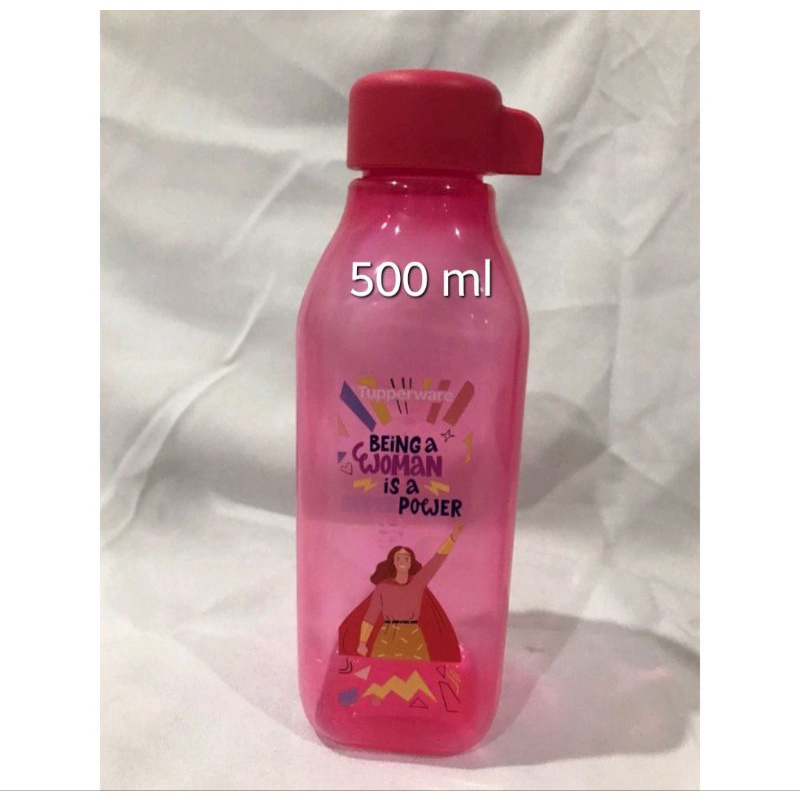 500 ml
Tupperware
BEiNG a
WOMAN
iS a
POWER